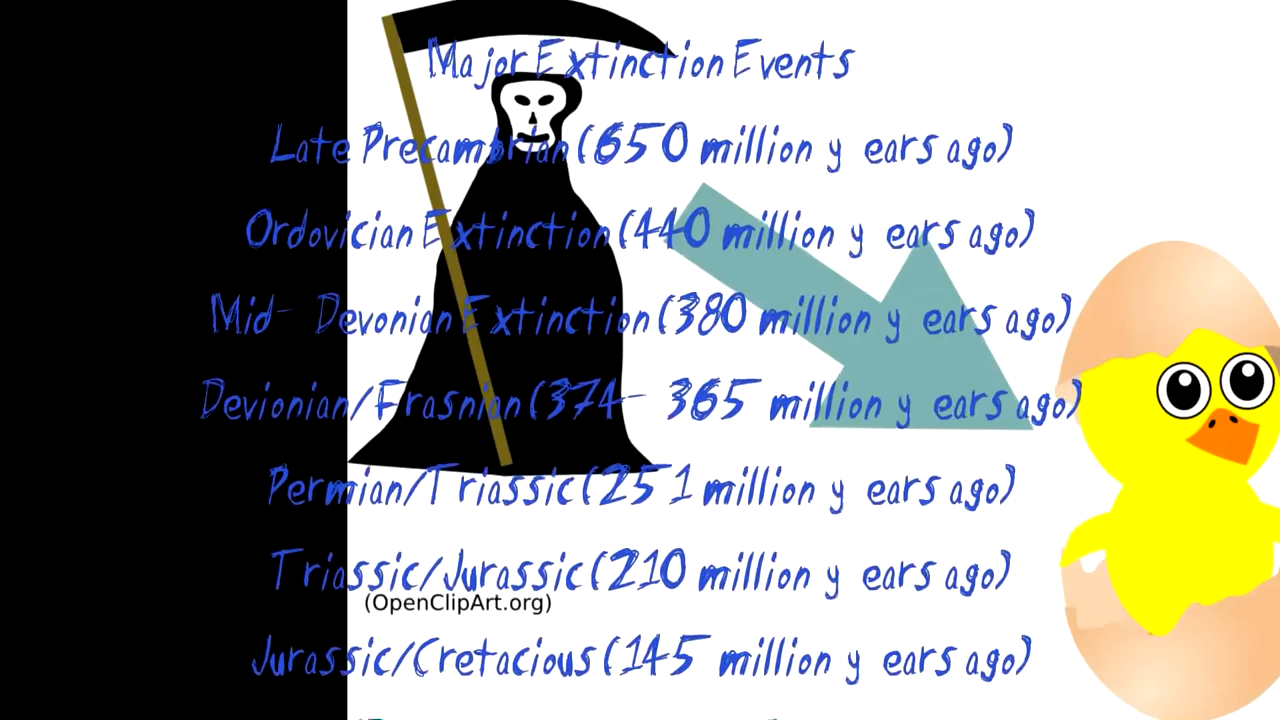 Major Extinction Events
Late Precambrian (650 million years ago)
Ordovician Extinction (440 million years ago)
Mid- Devonian Extinction (380 million years ago)
Devionian/Frasnian (374- 365 million years ago)
Permian/Triassic (251 million years ago)
Triassic/Jurassic (210 million years ago)
(OpenClipArt.org)
Jurassic/Cretacious (145 million years ago)